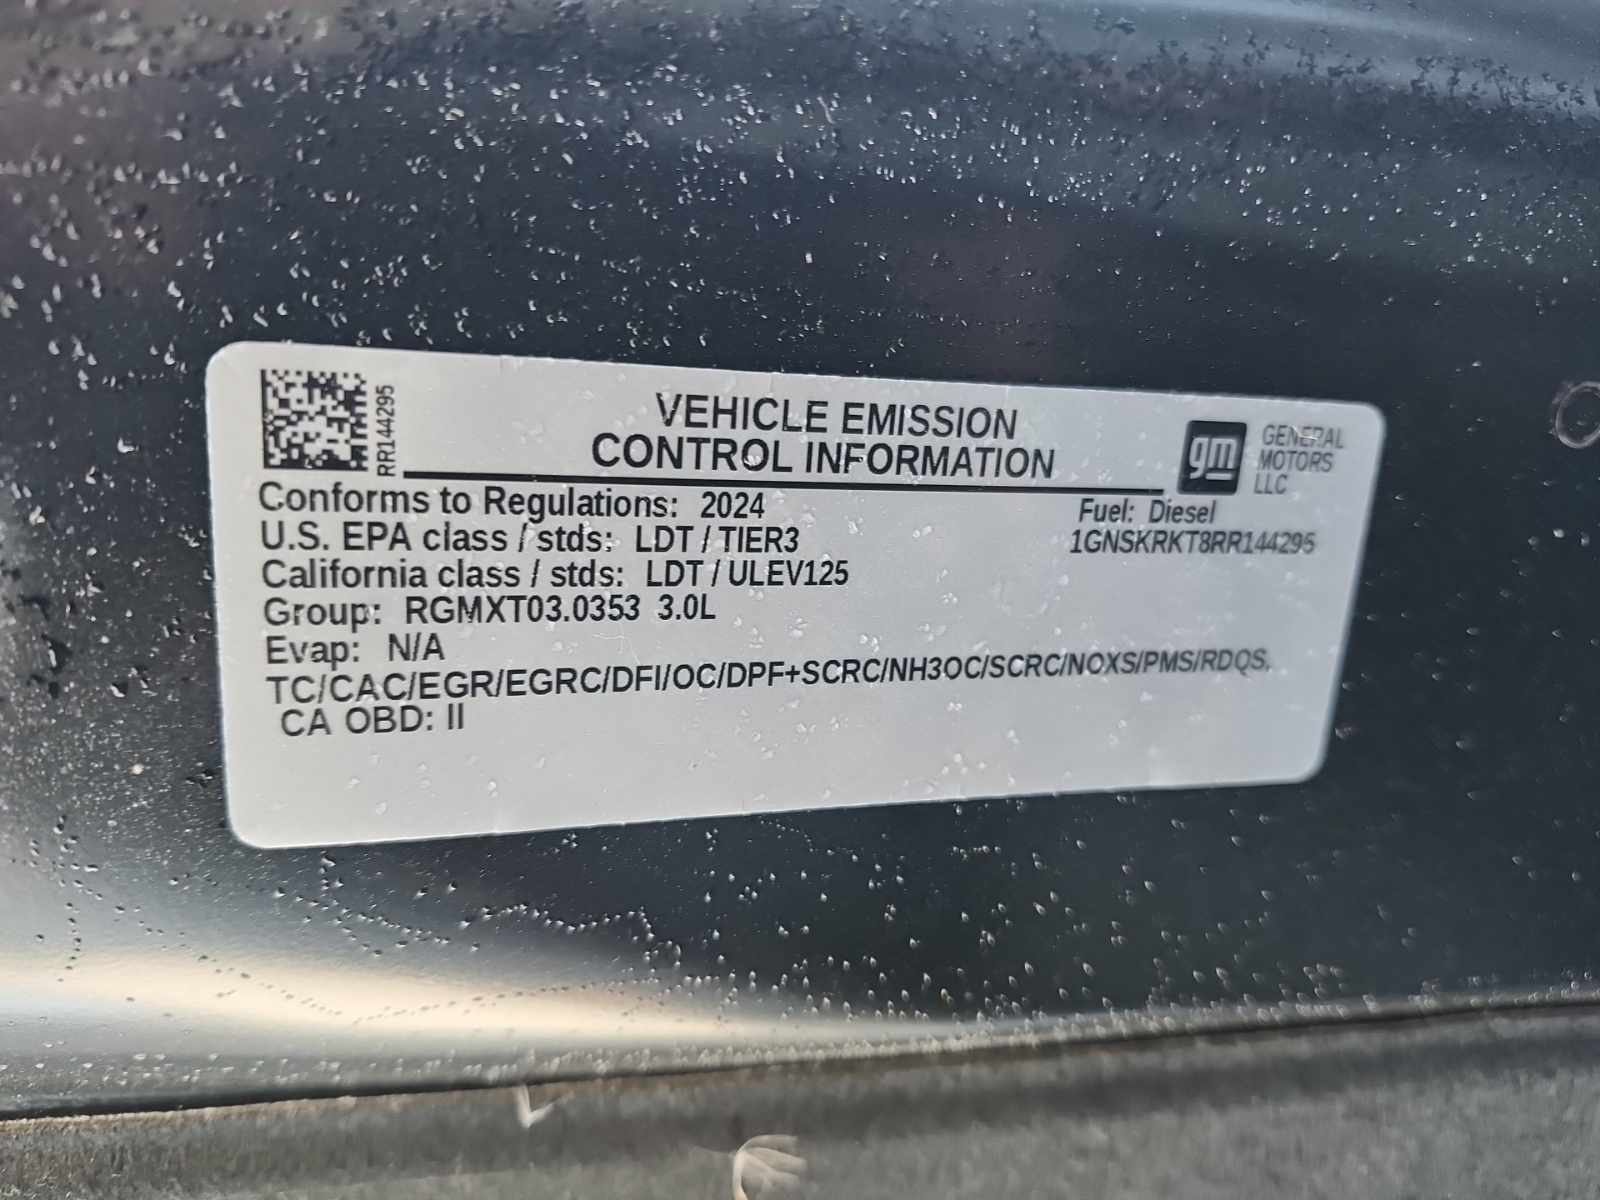 RR144295
VEHICLE EMISSION
CONTROL INFORMATION
gm
GENERAL
MOTORS
LLC
Conforms to Regulations: 2024
Fuel: Diesel
U.S. EPA class / stds: LDT / TIER3
1GNSKRKT8RR144295
California class / stds: LDT / ULEV125
Group: RGMXT03.0353 3.0L
Evap: N/A
TC/CAC/EGR/EGRC/DFI/OC/DPF+SCRC/NH3OC/SCRC/NOXS/PMS/RDQS,
CA OBD: II